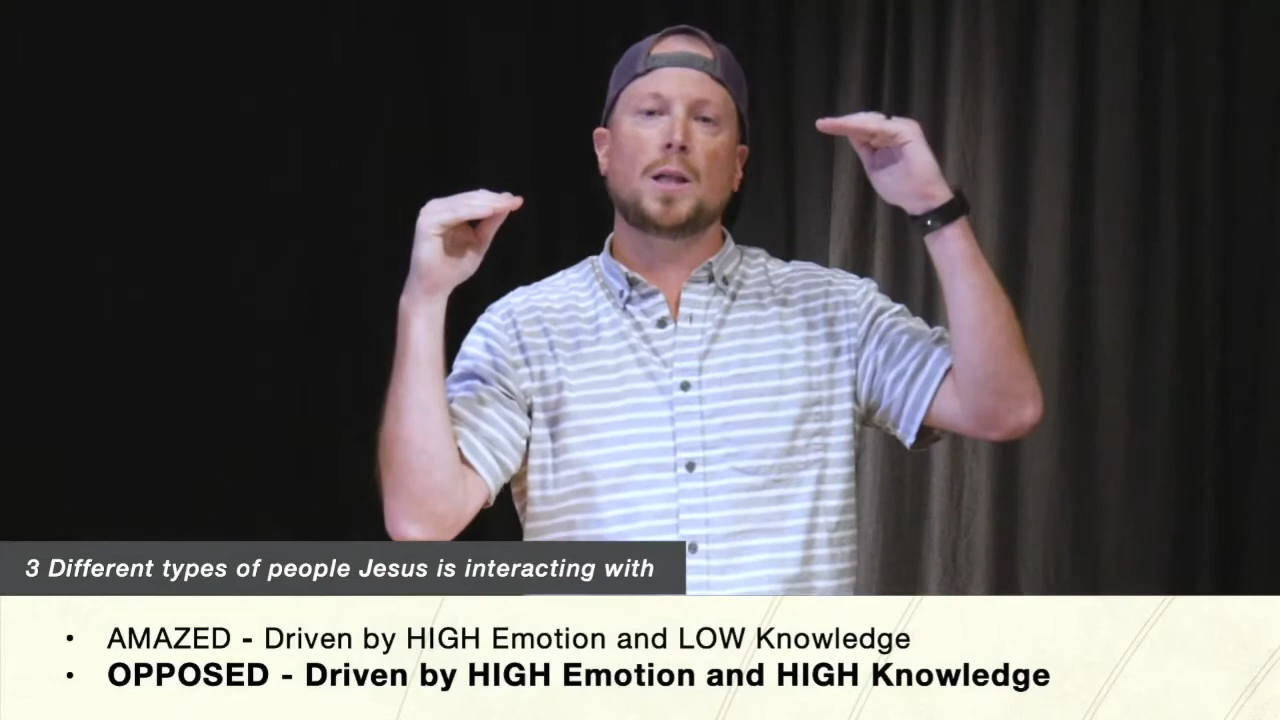 3 Different types of people Jesus is interacting with
• AMAZED - Driven by HIGH Emotion and LOW Knowledge
• OPPOSED - Driven by HIGH Emotion and HIGH Knowledge